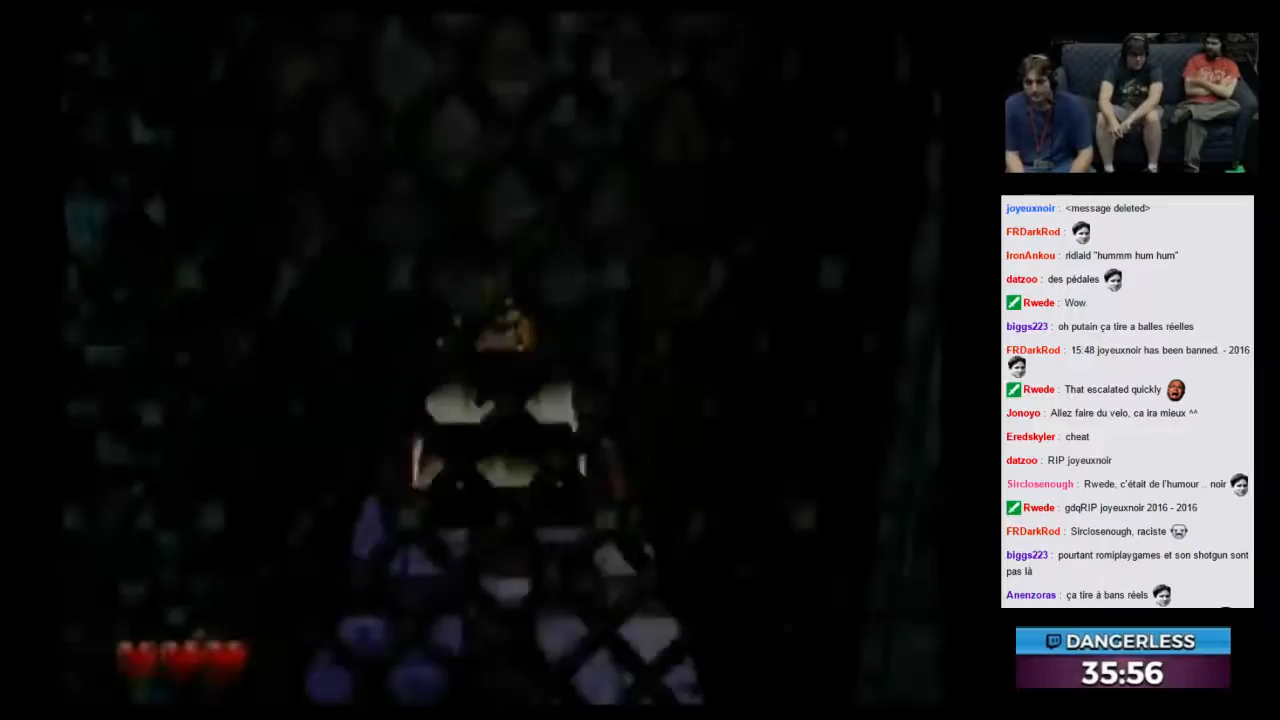 joyeuxnoir : <message deleted>
FRDarkRod :
IronAnkou : ridlaid "hummm hum hum"
datzoo : des pédales
Rwede : Wow.
biggs223 : oh putain ça tire a balles réelles
FRDarkRod : 15:48 joyeuxnoir has been banned. - 2016
Rwede : That escalated quickly
Jonoyo : Allez faire du velo, ca ira mieux ^^
Eredskyler : cheat
datzoo : RIP joyeuxnoir
Sirclosenough : Rwede, c'était de l'humour .. noir
Rwede : gdqRIP joyeuxnoir 2016 - 2016
FRDarkRod : Sirclosenough, raciste
biggs223 : pourtant romiplaygames et son shotgun sont
pas là
Anenzoras : ça tire à bans réels
DANGERLESS
35:56